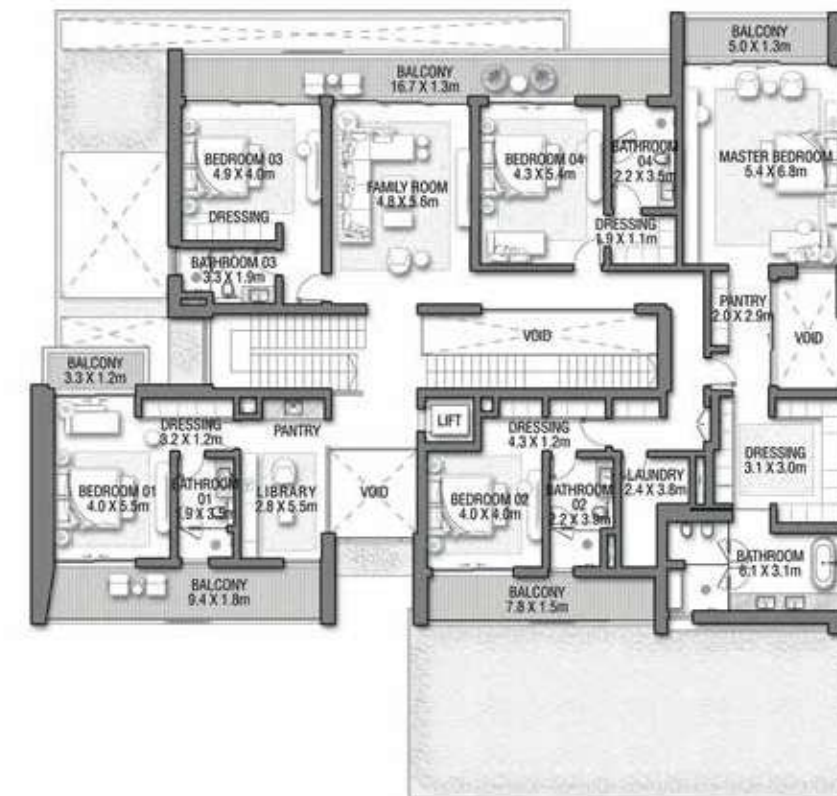 BALCONY
5.0 X 1.3m
BALCONY
16.7 X 1.3m
BEDROOM 03
4.9 X 4.0m
FAMILY ROOM
4.8 X 5.6m
BEDROOM 04
4.3 X 5.4m
BATHROOM
04
2.2 X 3.5m
MASTER BEDROOM
5.4 X 6.8m
DRESSING
DRESSING
1.9 X 1.1m
BATHROOM 03
3.3 X 1.9m
PANTRY
2.0 X 2.9m
VOID
VOID
BALCONY
3.3 X 1.2m
DRESSING
3.2 X 1.2m
PANTRY
LIFT
DRESSING
4.3 X 1.2m
DRESSING
3.1 X 3.0m
BEDROOM 01
4.0 X 5.5m
BATHROOM
01
1.9 X 3.5m
LIBRARY
2.8 X 5.5m
VOID
BEDROOM 02
4.0 X 4.0m
BATHROOM
02
2.2 X 3.8m
LAUNDRY
2.4 X 3.8m
BATHROOM
6.1 X 3.1m
BALCONY
9.4 X 1.8m
BALCONY
7.8 X 1.5m